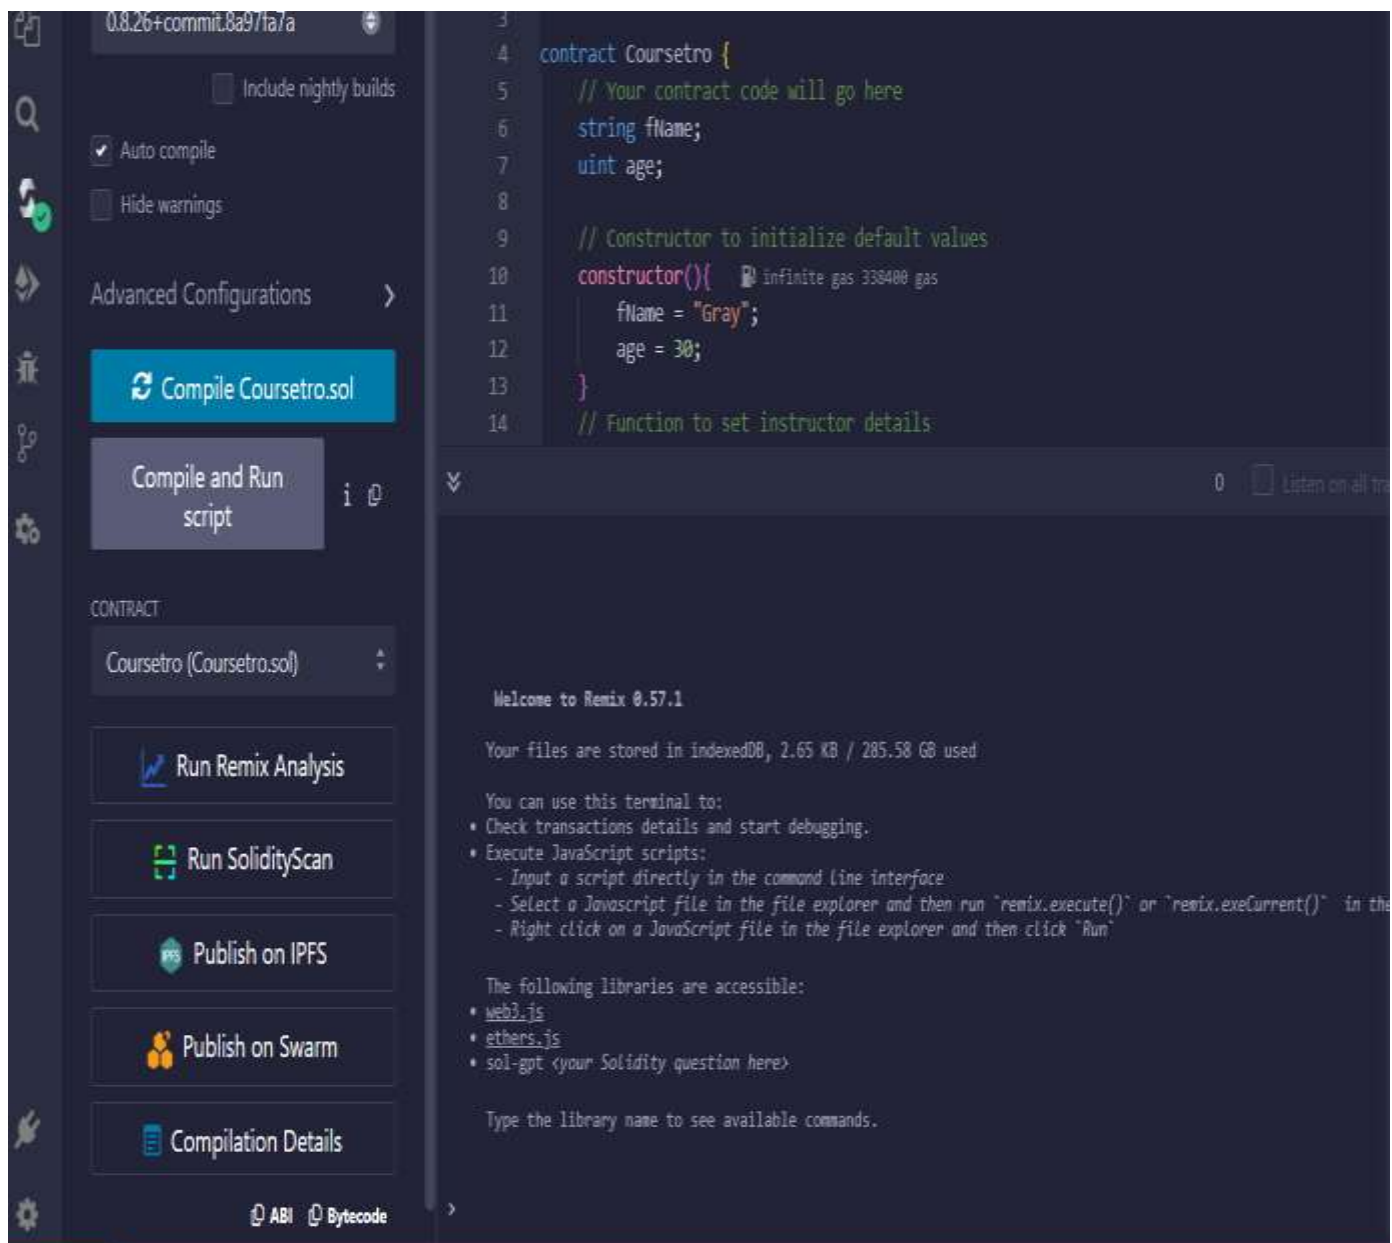 0.8.26+commit.8a97fa7a
Include nightly builds
Auto compile
Hide warnings
Advanced Configurations
Compile Coursetro.sol
Compile and Run
script
i
CONTRACT
Coursetro (Coursetro.sol)
Run Remix Analysis
Run SolidityScan
IPFS
Publish on IPFS
Publish on Swarm
Compilation Details
ABI
Bytecode
3
4 contract Coursetro {
5 // Your contract code will go here
6 string fName;
7 uint age;
8
9 // Constructor to initialize default values
10 constructor(){ infinite gas 338400 gas
11 fName = "Gray";
12 age = 30;
13 }
14 // Function to set instructor details
0 Listen on all tra
Welcome to Remix 0.57.1
Your files are stored in indexedDB, 2.65 KB / 285.58 GB used
You can use this terminal to:
• Check transactions details and start debugging.
• Execute JavaScript scripts:
- Input a script directly in the command line interface
- Select a Javascript file in the file explorer and then run `remix.execute()` or `remix.exeCurrent()` in the
- Right click on a JavaScript file in the file explorer and then click `Run`
The following libraries are accessible:
• web3.js
• ethers.js
• sol-gpt <your Solidity question here>
Type the library name to see available commands.
>